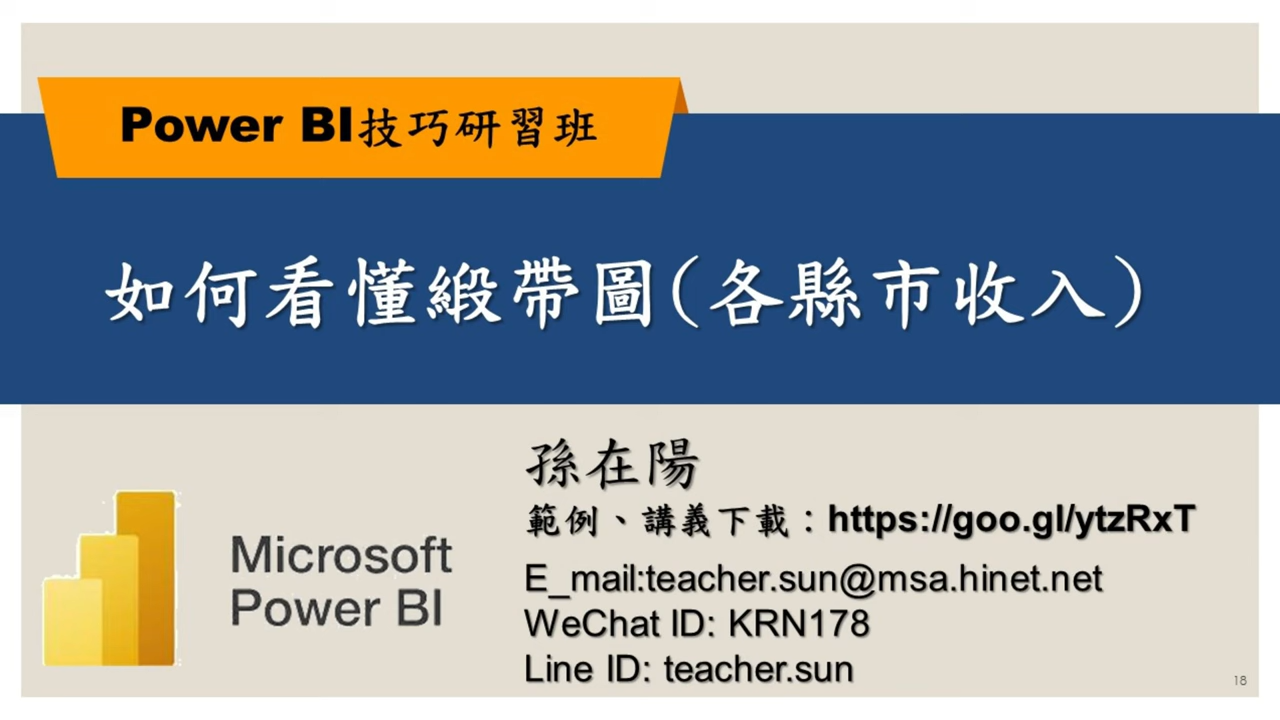 Power BI技巧研習班
如何看懂緞帶圖(各縣市收入)
孫在陽
範例、講義下載：https://goo.gl/ytzRxT
E_mail:teacher.sun@msa.hinet.net
WeChat ID: KRN178
Line ID: teacher.sun
Microsoft
Power BI
18